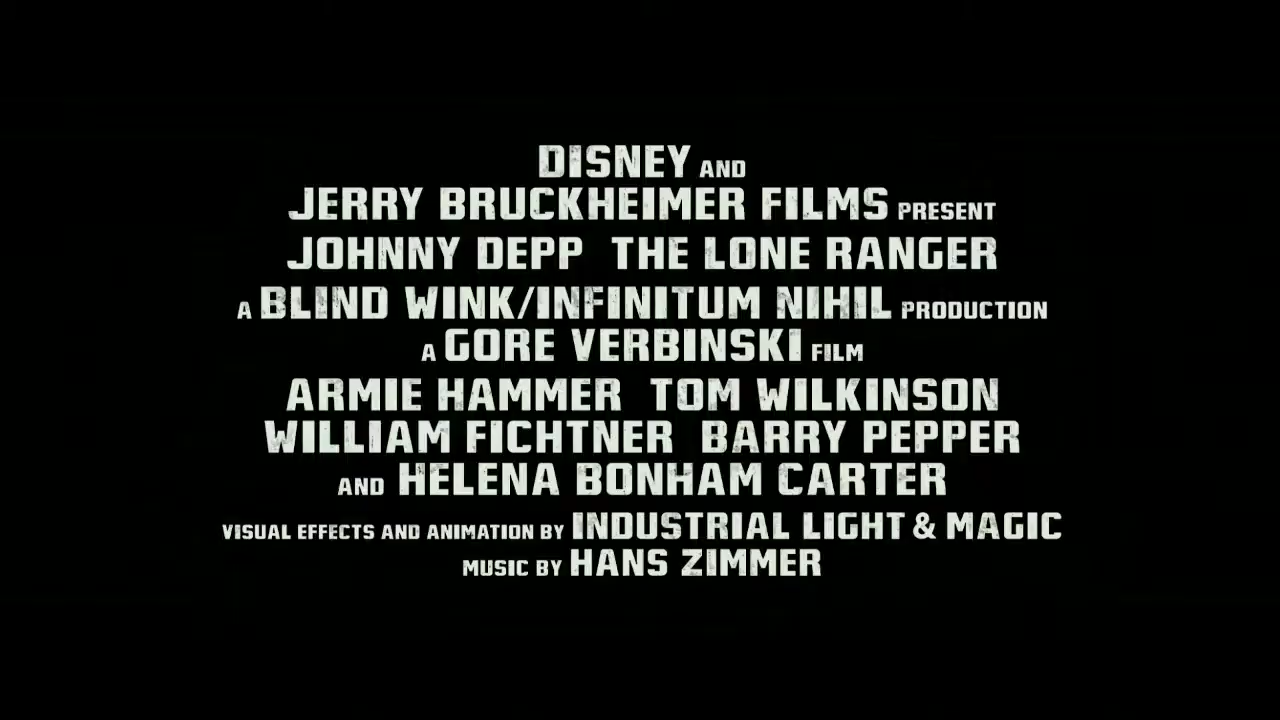 DISNEY AND
JERRY BRUCKHEIMER FILMS PRESENT
JOHNNY DEPP THE LONE RANGER
A BLIND WINK/INFINITUM NIHIL PRODUCTION
A GORE VERBINSKI FILM
ARMIE HAMMER TOM WILKINSON
WILLIAM FICHTNER BARRY PEPPER
AND HELENA BONHAM CARTER
VISUAL EFFECTS AND ANIMATION BY INDUSTRIAL LIGHT & MAGIC
MUSIC BY HANS ZIMMER